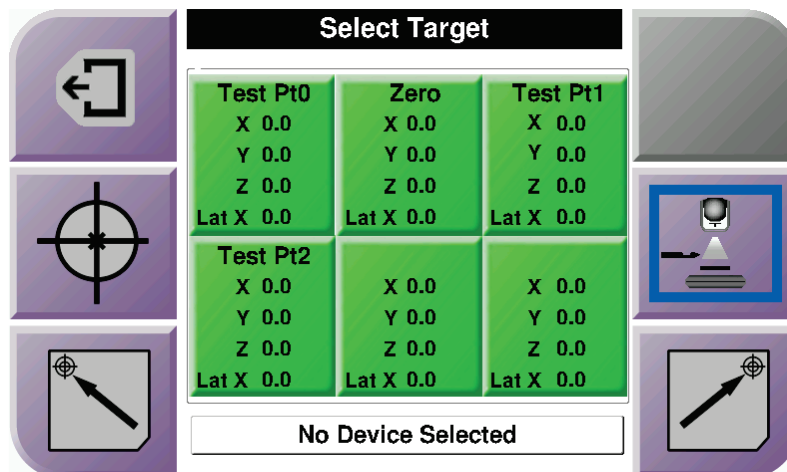 Select Target
Test Pt0 Zero Test Pt1
X 0.0 X 0.0 X 0.0
Y 0.0 Y 0.0 Y 0.0
Z 0.0 Z 0.0 Z 0.0
Lat X 0.0 Lat X 0.0 Lat X 0.0
Test Pt2
X 0.0 X 0.0 X 0.0
Y 0.0 Y 0.0 Y 0.0
Z 0.0 Z 0.0 Z 0.0
Lat X 0.0 Lat X 0.0 Lat X 0.0
No Device Selected